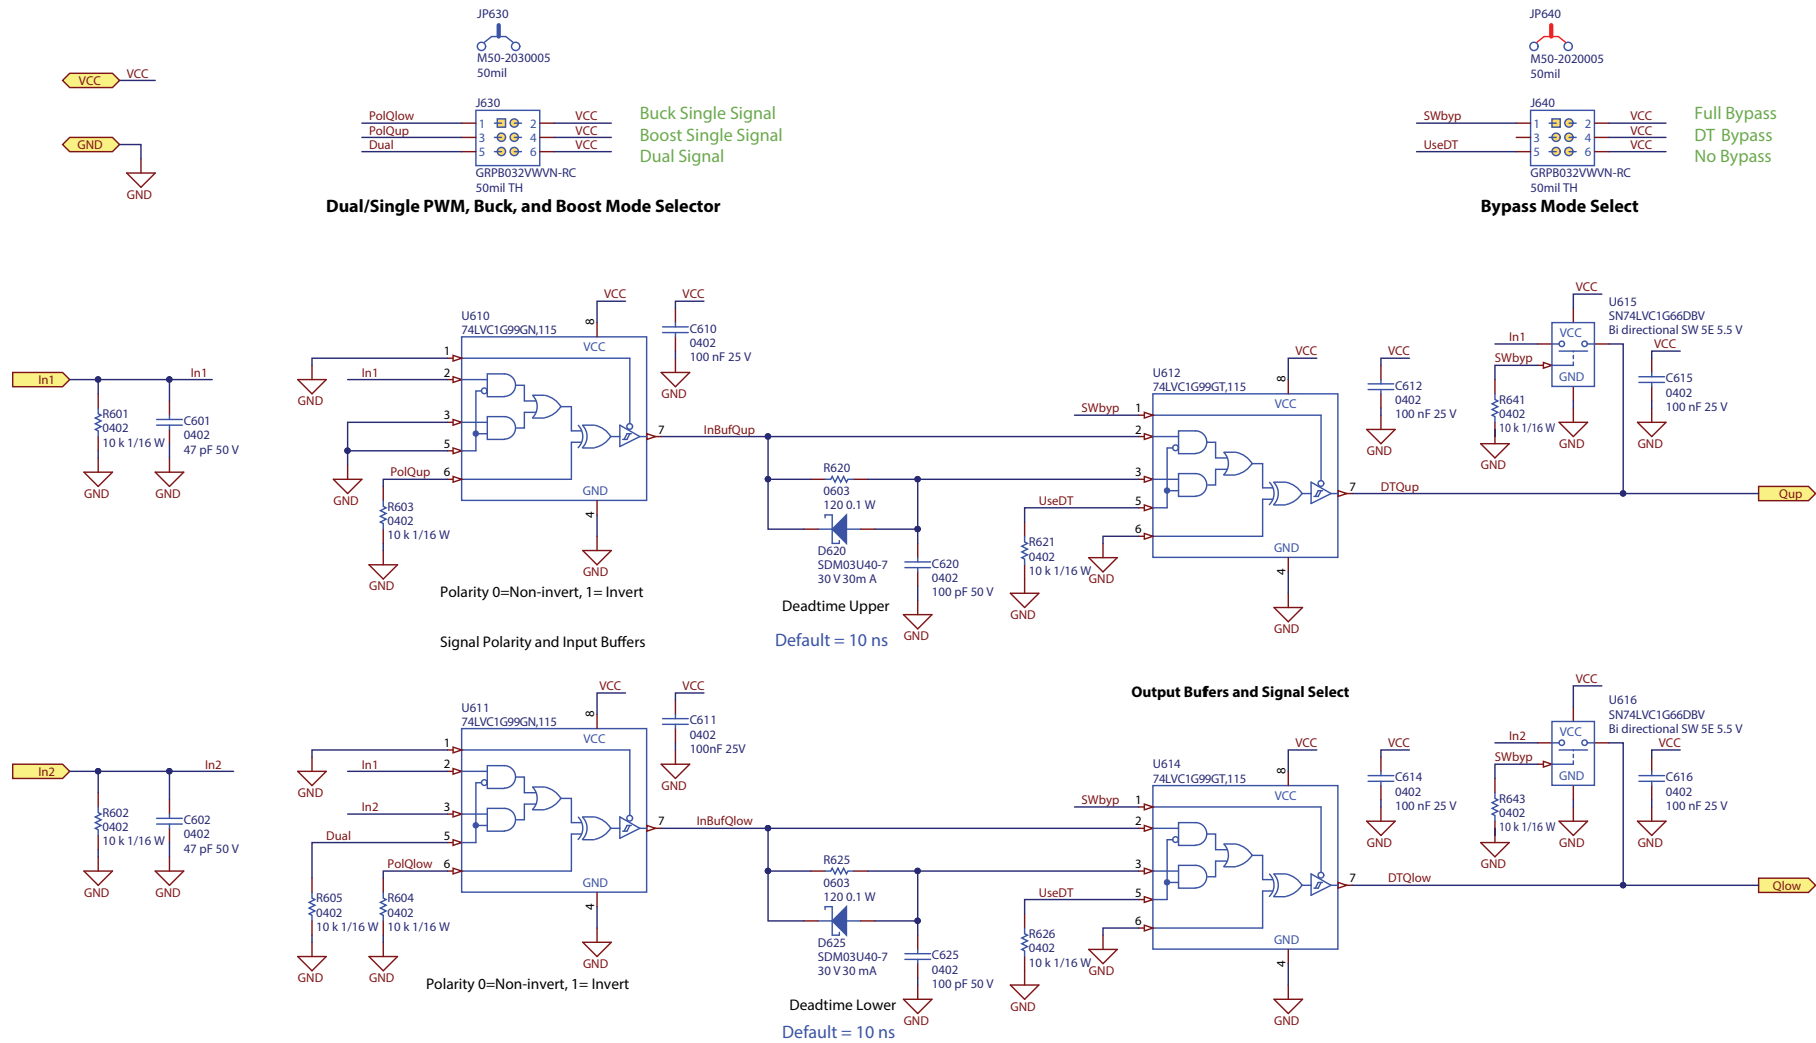 JP630
M50-2030005
50mil
JP640
M50-2020005
50mil
VCC VCC
GND
GND
J630
PolQlow 1 2 VCC Buck Single Signal
PolQup 3 4 VCC Boost Single Signal
Dual 5 6 VCC Dual Signal
GRPB032VWVN-RC
50mil TH
Dual/Single PWM, Buck, and Boost Mode Selector
J640
SWbyp 1 2 VCC Full Bypass
3 4 VCC DT Bypass
UseDT 5 6 VCC No Bypass
GRPB032VWVN-RC
50mil TH
Bypass Mode Select
In1 In1
R601
0402
10 k 1/16 W
GND
C601
0402
47 pF 50 V
GND
U610
74LVC1G99GN,115
VCC
8
VCC
1
GND
In1 2
3
5
GND
PolQup 6
R603
0402
10 k 1/16 W
GND
GND
4
GND
7
VCC
C610
0402
100 nF 25 V
GND
Polarity 0=Non-invert, 1= Invert
Signal Polarity and Input Buffers
InBufQup
R620
0603
120 0.1 W
D620
SDM03U40-7
30 V 30m A
C620
0402
100 pF 50 V
GND
Deadtime Upper
Default = 10 ns
U612
74LVC1G99GT,115
VCC
8
VCC
SWbyp 1
2
3
UseDT 5
6
R621
0402
10 k 1/16 W
GND
GND
GND
4
GND
7 DTQup
VCC
C612
0402
100 nF 25 V
GND
VCC
U615
SN74LVC1G66DBV
Bi directional SW 5E 5.5 V
In1
VCC
SWbyp
GND
R641
0402
10 k 1/16 W
GND
GND
VCC
C615
0402
100 nF 25 V
GND
Qup
In2 In2
R602
0402
10 k 1/16 W
GND
C602
0402
47 pF 50 V
GND
U611
74LVC1G99GN,115
VCC
8
VCC
1
GND
In1 2
In2 3
Dual 5
PolQlow 6
R605
0402
10 k 1/16 W
GND
R604
0402
10 k 1/16 W
GND
GND
4
GND
7
VCC
C611
0402
100nF 25V
GND
Polarity 0=Non-invert, 1= Invert
InBufQlow
R625
0603
120 0.1 W
D625
SDM03U40-7
30 V 30 mA
C625
0402
100 pF 50 V
GND
Deadtime Lower
Default = 10 ns
Output Bufers and Signal Select
U614
74LVC1G99GT,115
VCC
8
VCC
SWbyp 1
2
3
UseDT 5
6
R626
0402
10 k 1/16 W
GND
GND
GND
4
GND
7 DTQlow
VCC
C614
0402
100 nF 25 V
GND
VCC
U616
SN74LVC1G66DBV
Bi directional SW 5E 5.5 V
In2
VCC
SWbyp
GND
R643
0402
10 k 1/16 W
GND
GND
VCC
C616
0402
100 nF 25 V
GND
Qlow